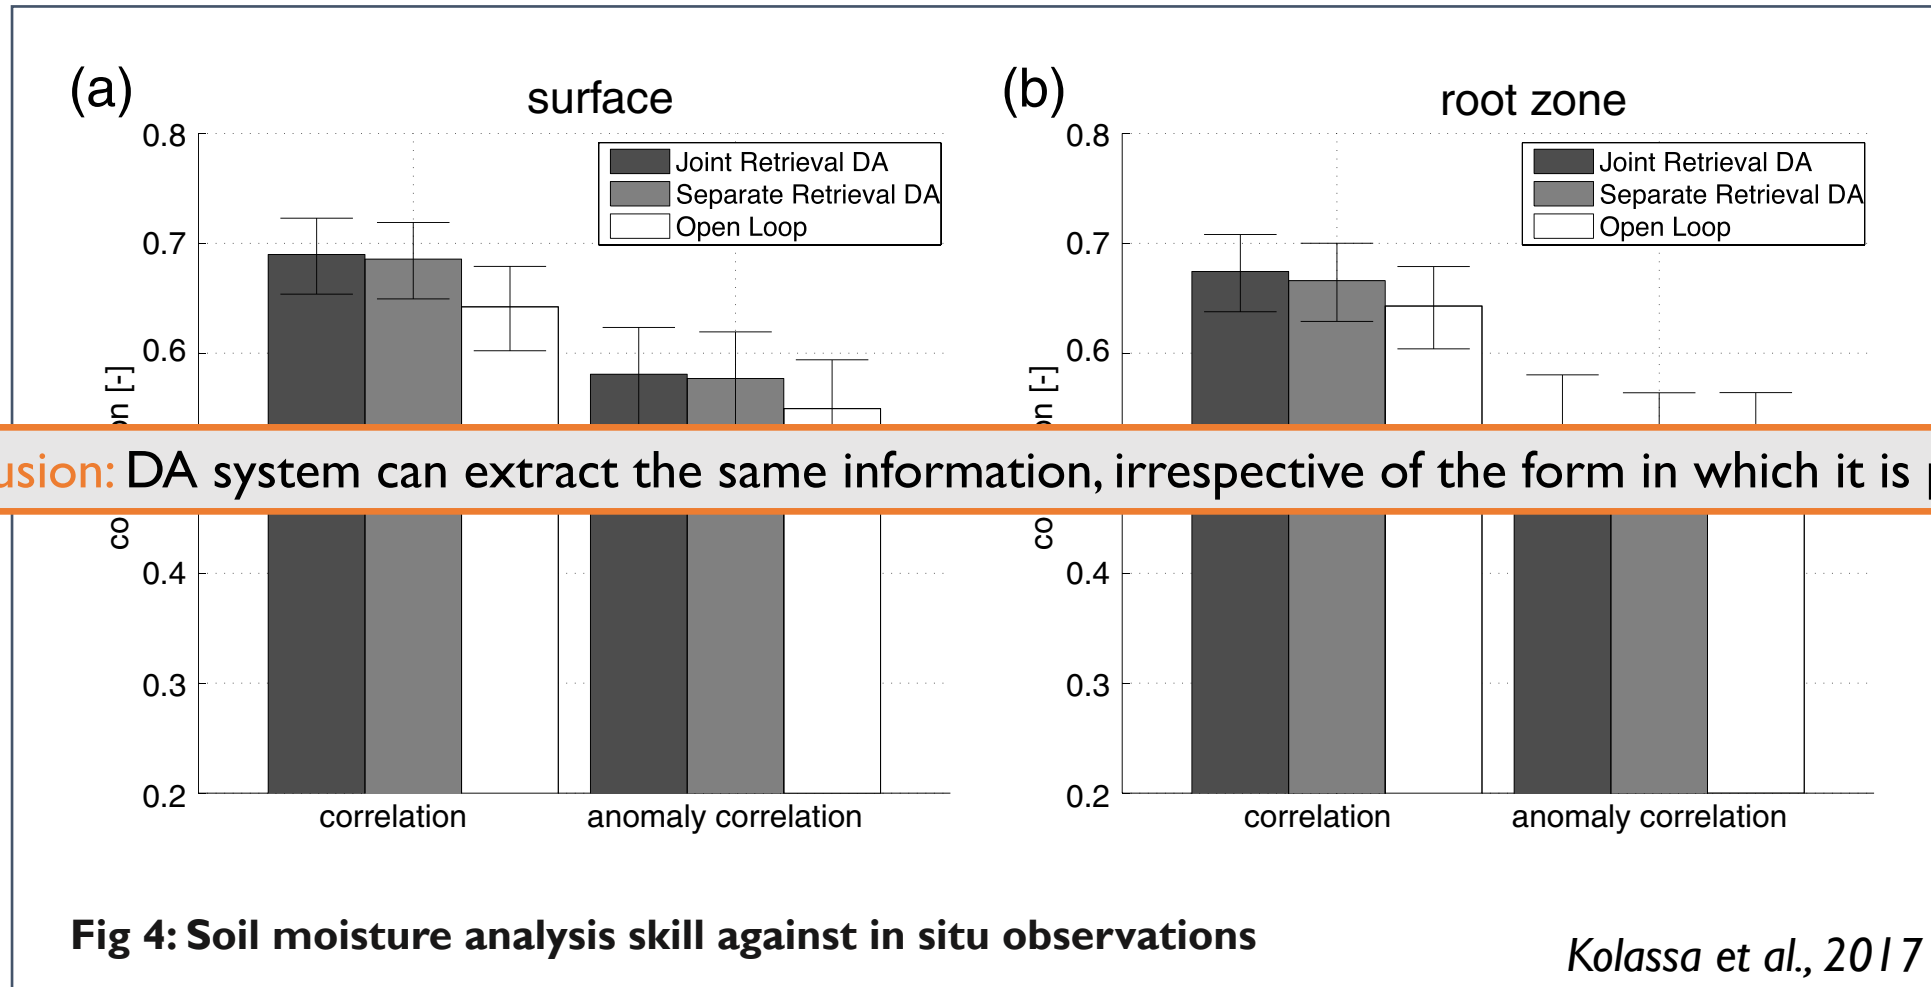 (a)
surface
0.8
0.7
0.6
0.4
0.3
0.2
Joint Retrieval DA
Separate Retrieval DA
Open Loop
correlation
anomaly correlation
(b)
root zone
0.8
0.7
0.6
[-]
[-]
0.4
0.3
0.2
Joint Retrieval DA
Separate Retrieval DA
Open Loop
correlation
anomaly correlation
DA system can extract the same information, irrespective of the form in which it is
Fig 4: Soil moisture analysis skill against in situ observations
Kolassa et al., 2017